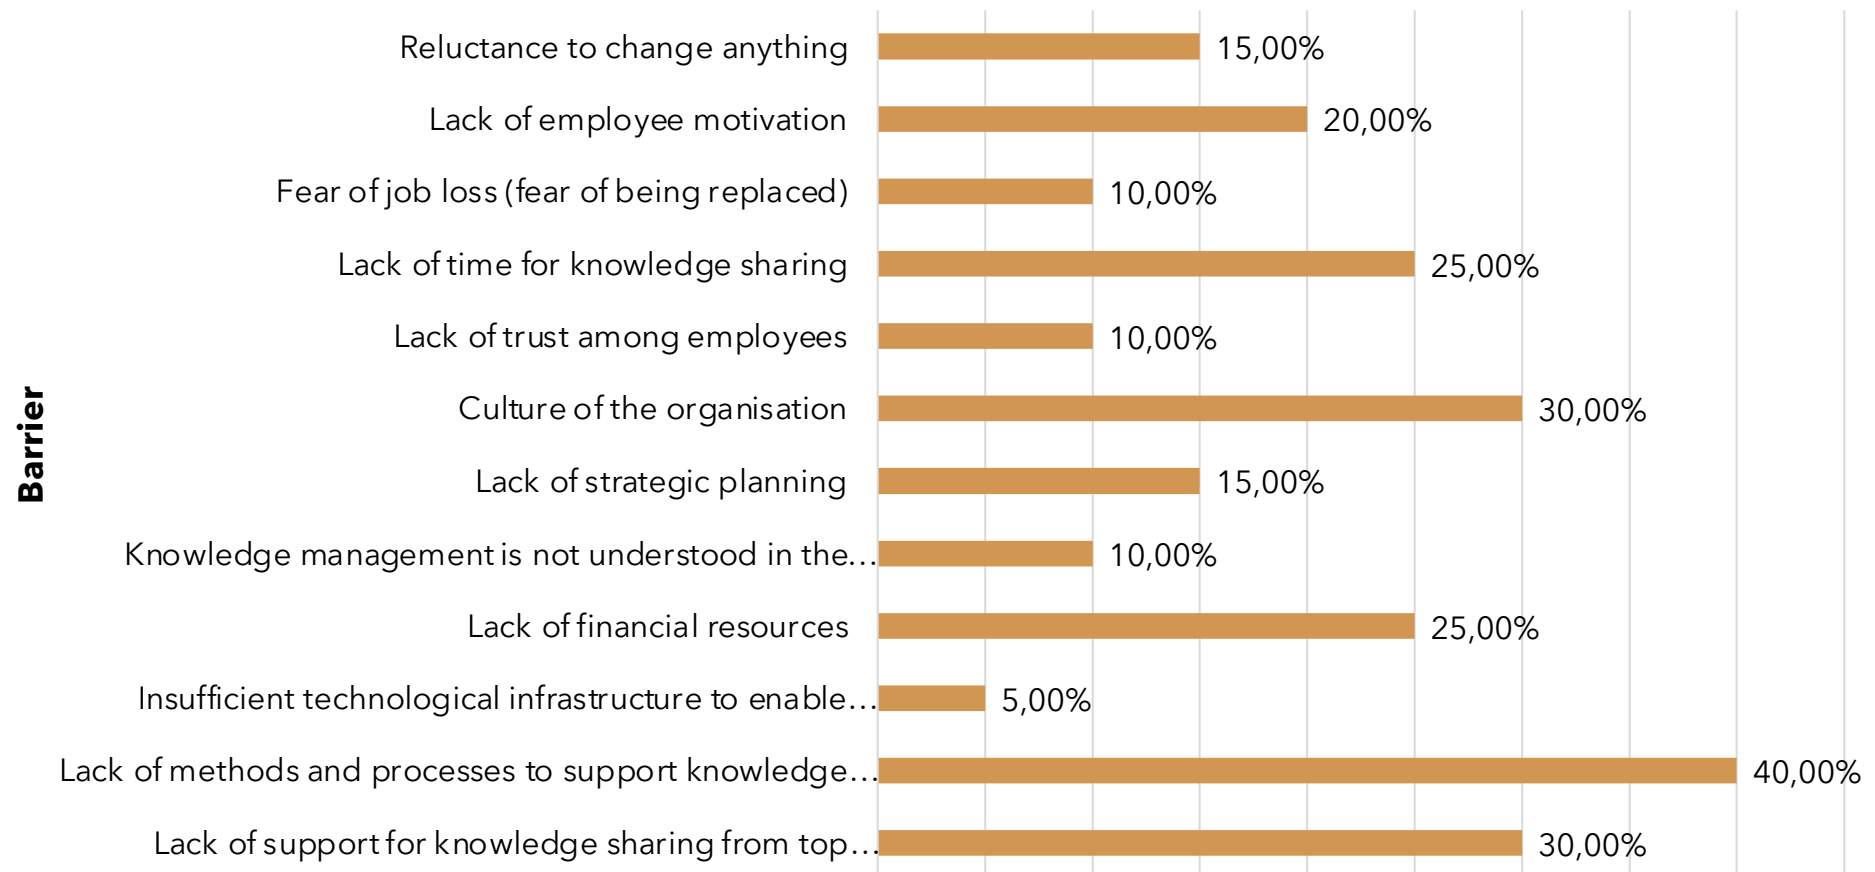 Reluctance to change anything 15,00%
Lack of employee motivation 20,00%
Fear of job loss (fear of being replaced) 10,00%
Lack of time for knowledge sharing 25,00%
Lack of trust among employees 10,00%
Culture of the organisation 30,00%
Barrier
Lack of strategic planning 15,00%
Knowledge management is not understood in the… 10,00%
Lack of financial resources 25,00%
Insufficient technological infrastructure to enable… 5,00%
Lack of methods and processes to support knowledge… 40,00%
Lack of support for knowledge sharing from top… 30,00%